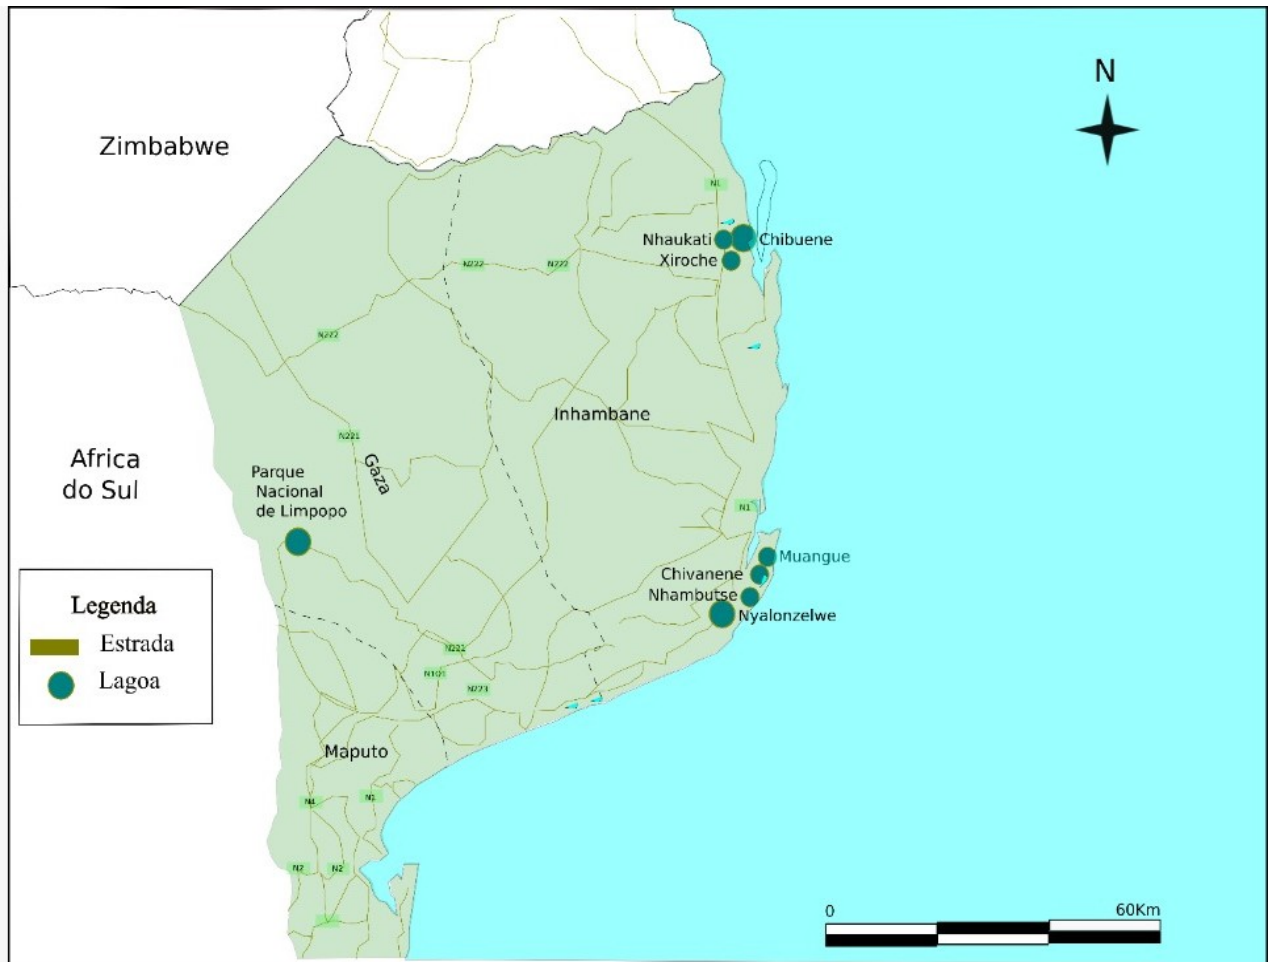 N
Zimbabwe
N1
Nhaukati
Chibuene
Xiroche
N222
N222
N222
Inhambane
N221
Gaza
Africa
do Sul
Parque
Nacional
de Limpopo
N1
Muangue
Chivanene
Nhambutse
Nyalonzelwe
Legenda
Estrada
Lagoa
N222
N101
N223
Maputo
N4
N1
N2
N2
0
60Km